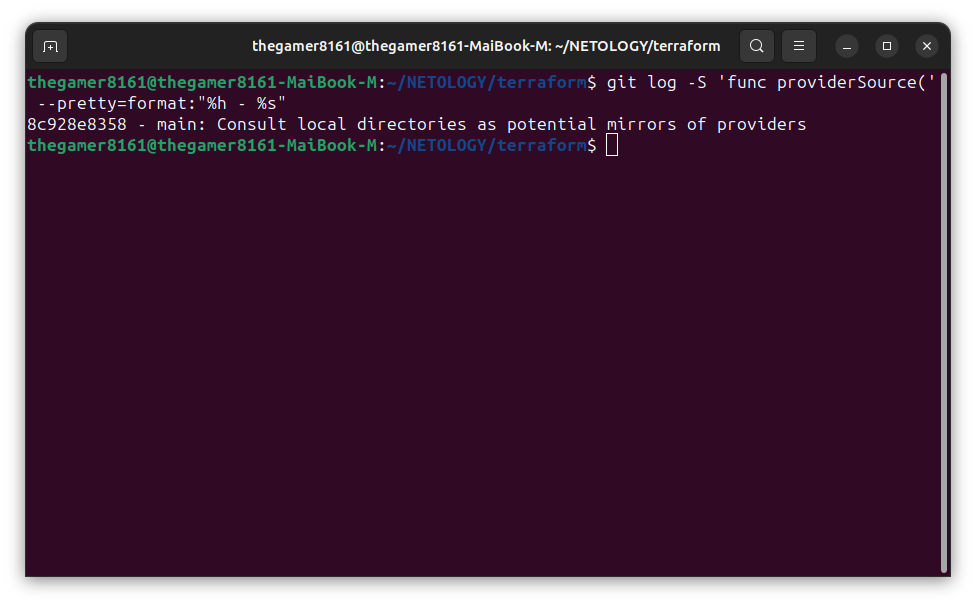 thegamer8161@thegamer8161-MaiBook-M: ~/NETOLOGY/terraform
thegamer8161@thegamer8161-MaiBook-M:~/NETOLOGY/terraform$ git log -S 'func providerSource('
 --pretty=format:"%h - %s"
8c928e8358 - main: Consult local directories as potential mirrors of providers
thegamer8161@thegamer8161-MaiBook-M:~/NETOLOGY/terraform$